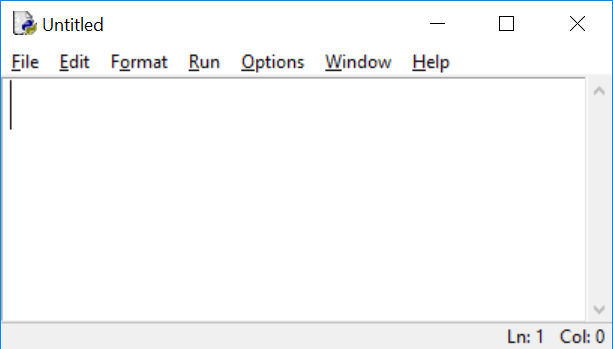 Untitled
File Edit Format Run Options Window Help
Ln: 1 Col: 0